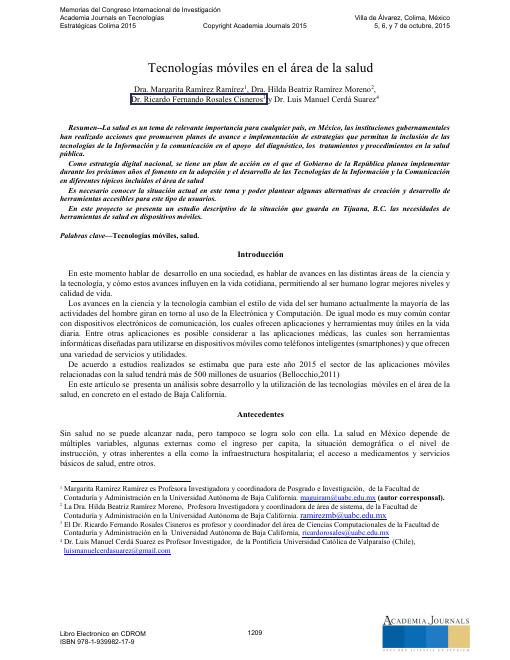 Memorias del Congreso Internacional de Investigación
Academia Journals en Tecnologías
Estratégicas Colima 2015
Copyright Academia Journals 2015
Villa de Álvarez, Colima, México
5, 6, y 7 de octubre, 2015
Tecnologías móviles en el área de la salud
Dra. Margarita Ramírez Ramírez¹, Dra. Hilda Beatriz Ramírez Moreno²,
Dr. Ricardo Fernando Rosales Cisneros³ y Dr. Luis Manuel Cerdá Suarez⁴
Resumen--La salud es un tema de relevante importancia para cualquier país, en México, las instituciones gubernamentales
han realizado acciones que promueven planes de avance e implementación de estrategias que permitan la inclusión de las
tecnologías de la Información y la comunicación en el apoyo del diagnóstico, los tratamientos y procedimientos en la salud
pública.
Como estrategia digital nacional, se tiene un plan de acción en el que el Gobierno de la República planea implementar
durante los próximos años el fomento en la adopción y el desarrollo de las Tecnologías de la Información y la Comunicación
en diferentes tópicos incluidos el área de salud
Es necesario conocer la situación actual en este tema y poder plantear algunas alternativas de creación y desarrollo de
herramientas accesibles para este tipo de usuarios.
En este proyecto se presenta un estudio descriptivo de la situación que guarda en Tijuana, B.C. las necesidades de
herramientas de salud en dispositivos móviles.
Palabras clave—Tecnologías móviles, salud.
Introducción
En este momento hablar de desarrollo en una sociedad, es hablar de avances en las distintas áreas de la ciencia y
la tecnología, y cómo estos avances influyen en la vida cotidiana, permitiendo al ser humano lograr mejores niveles y
calidad de vida.
Los avances en la ciencia y la tecnología cambian el estilo de vida del ser humano actualmente la mayoría de las
actividades del hombre giran en torno al uso de la Electrónica y Computación. De igual modo es muy común contar
con dispositivos electrónicos de comunicación, los cuales ofrecen aplicaciones y herramientas muy útiles en la vida
diaria. Entre otras aplicaciones es posible considerar a las aplicaciones médicas, las cuales son herramientas
informáticas diseñadas para utilizarse en dispositivos móviles como teléfonos inteligentes (smartphones) y que ofrecen
una variedad de servicios y utilidades.
De acuerdo a estudios realizados se estimaba que para este año 2015 el sector de las aplicaciones móviles
relacionadas con la salud tendrá más de 500 millones de usuarios (Bellocchio,2011)
En este artículo se presenta un análisis sobre desarrollo y la utilización de las tecnologías móviles en el área de la
salud, en concreto en el estado de Baja California.
Antecedentes
Sin salud no se puede alcanzar nada, pero tampoco se logra solo con ella. La salud en México depende de
múltiples variables, algunas externas como el ingreso per capita, la situación demográfica o el nivel de
instrucción, y otras inherentes a ella como la infraestructura hospitalaria; el acceso a medicamentos y servicios
básicos de salud, entre otros.
¹ Margarita Ramírez Ramírez es Profesora Investigadora y coordinadora de Posgrado e Investigación, de la Facultad de
Contaduría y Administración en la Universidad Autónoma de Baja California. maguiram@uabc.edu.mx (autor corresponsal).
² La Dra. Hilda Beatriz Ramírez Moreno, Profesora Investigadora y coordinadora de área de sistema, de la Facultad de
Contaduría y Administración en la Universidad Autónoma de Baja California. ramirezmb@uabc.edu.mx
³ El Dr. Ricardo Fernando Rosales Cisneros es profesor y coordinador del área de Ciencias Computacionales de la Facultad de
Contaduría y Administración en la Universidad Autónoma de Baja California, ricardorosales@uabc.edu.mx
⁴ Dr. Luis Manuel Cerdá Suarez es Profesor Investigador, de la Pontificia Universidad Católica de Valparaíso (Chile),
luismanuelcerdasuarez@gmail.com
Libro Electronico en CDROM
ISBN 978-1-939982-17-9
1209
ACADEMIA JOURNALS